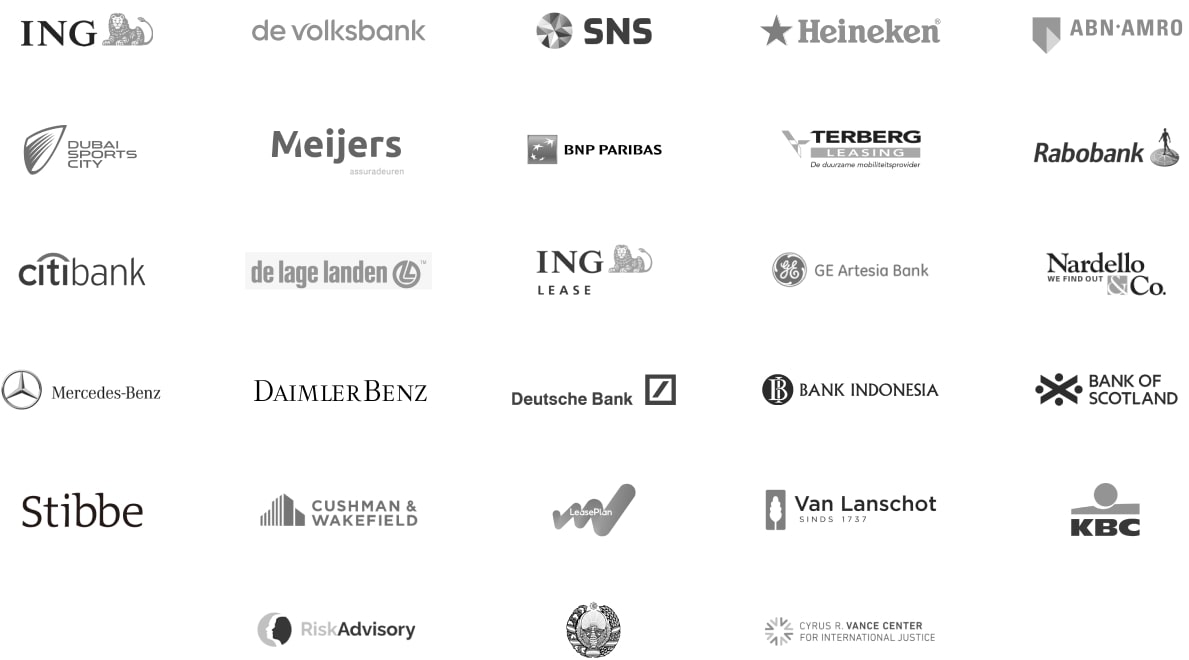 ING
de volksbank
SNS
Heineken®
ABN·AMRO
DUBAI
SPORTS
CITY
Meijers
assuradeuren
BNP PARIBAS
TERBERG
LEASING
De duurzame mobiliteitsprovider
Rabobank
citibank
de lage landen ™
ING
LEASE
GE Artesia Bank
Nardello
WE FIND OUT & Co.
Mercedes-Benz
DAIMLERBENZ
Deutsche Bank
BANK INDONESIA
BANK OF
SCOTLAND
Stibbe
CUSHMAN &
WAKEFIELD
LeasePlan
Van Lanschot
SINDS 1737
KBC
RiskAdvisory
CYRUS R. VANCE CENTER
FOR INTERNATIONAL JUSTICE